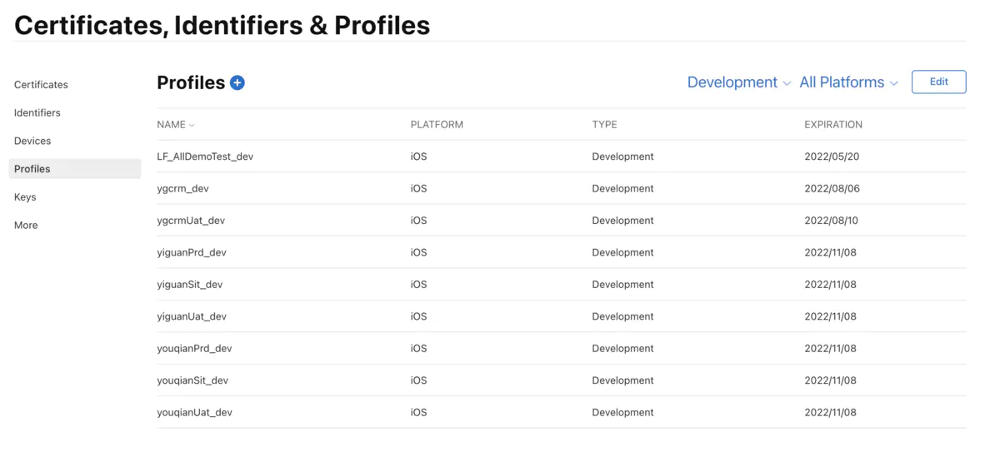 Certificates, Identifiers & Profiles
Certificates
Identifiers
Devices
Profiles
Keys
More
Profiles
Development All Platforms Edit
NAME PLATFORM TYPE EXPIRATION
LF_AllDemoTest_dev iOS Development 2022/05/20
ygcrm_dev iOS Development 2022/08/06
ygcrmUat_dev iOS Development 2022/08/10
yiguanPrd_dev iOS Development 2022/11/08
yiguanSit_dev iOS Development 2022/11/08
yiguanUat_dev iOS Development 2022/11/08
youqianPrd_dev iOS Development 2022/11/08
youqianSit_dev iOS Development 2022/11/08
youqianUat_dev iOS Development 2022/11/08